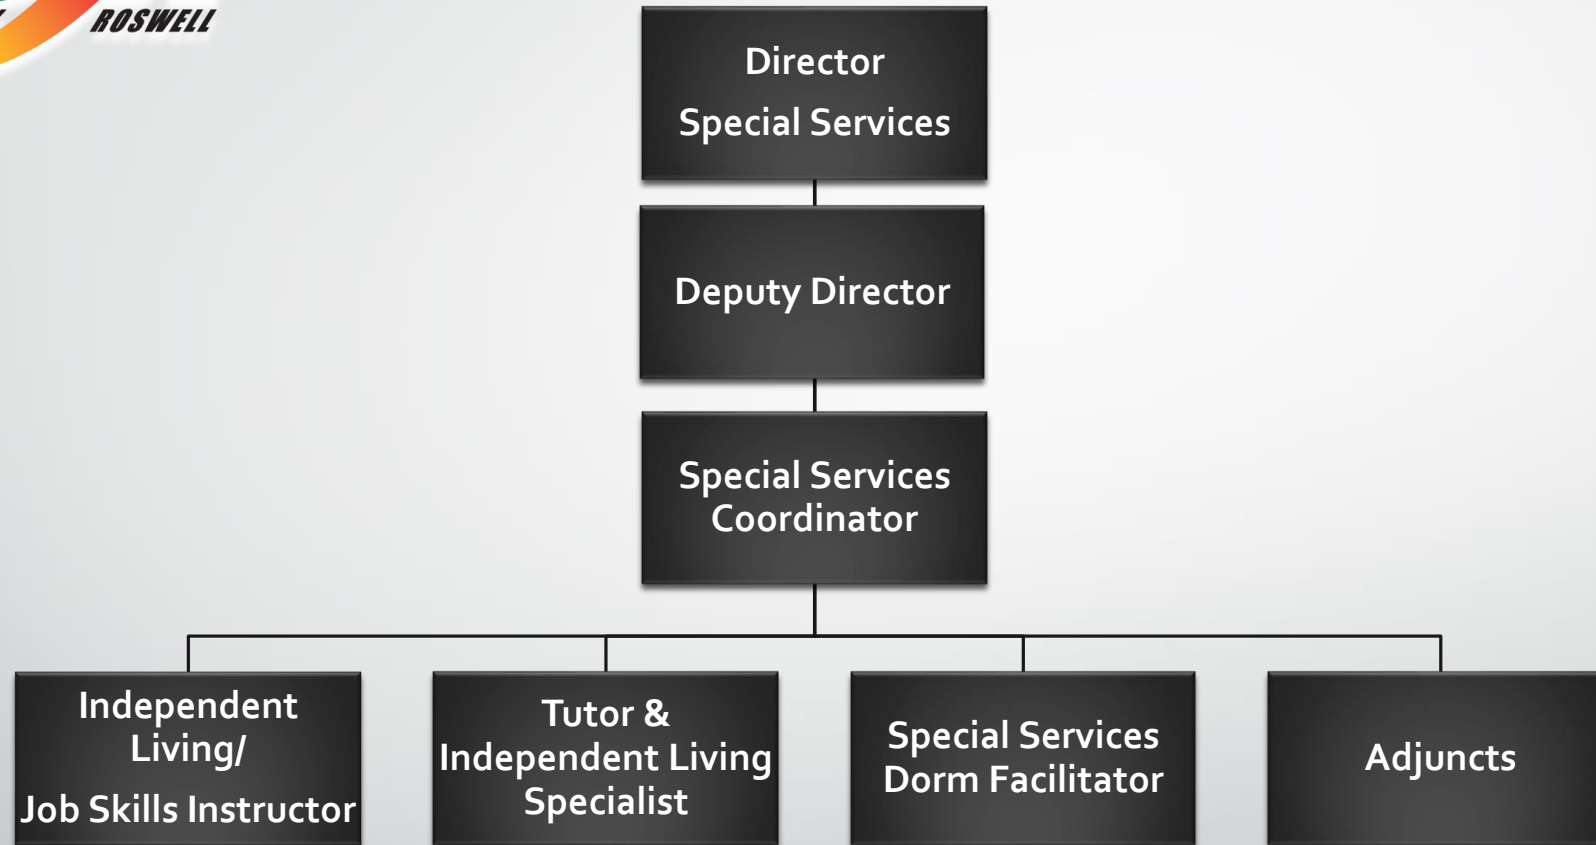 ROSWELL
Director
Special Services
Deputy Director
Special Services
Coordinator
Independent
Living/
Job Skills Instructor
Tutor &
Independent Living
Specialist
Special Services
Dorm Facilitator
Adjuncts